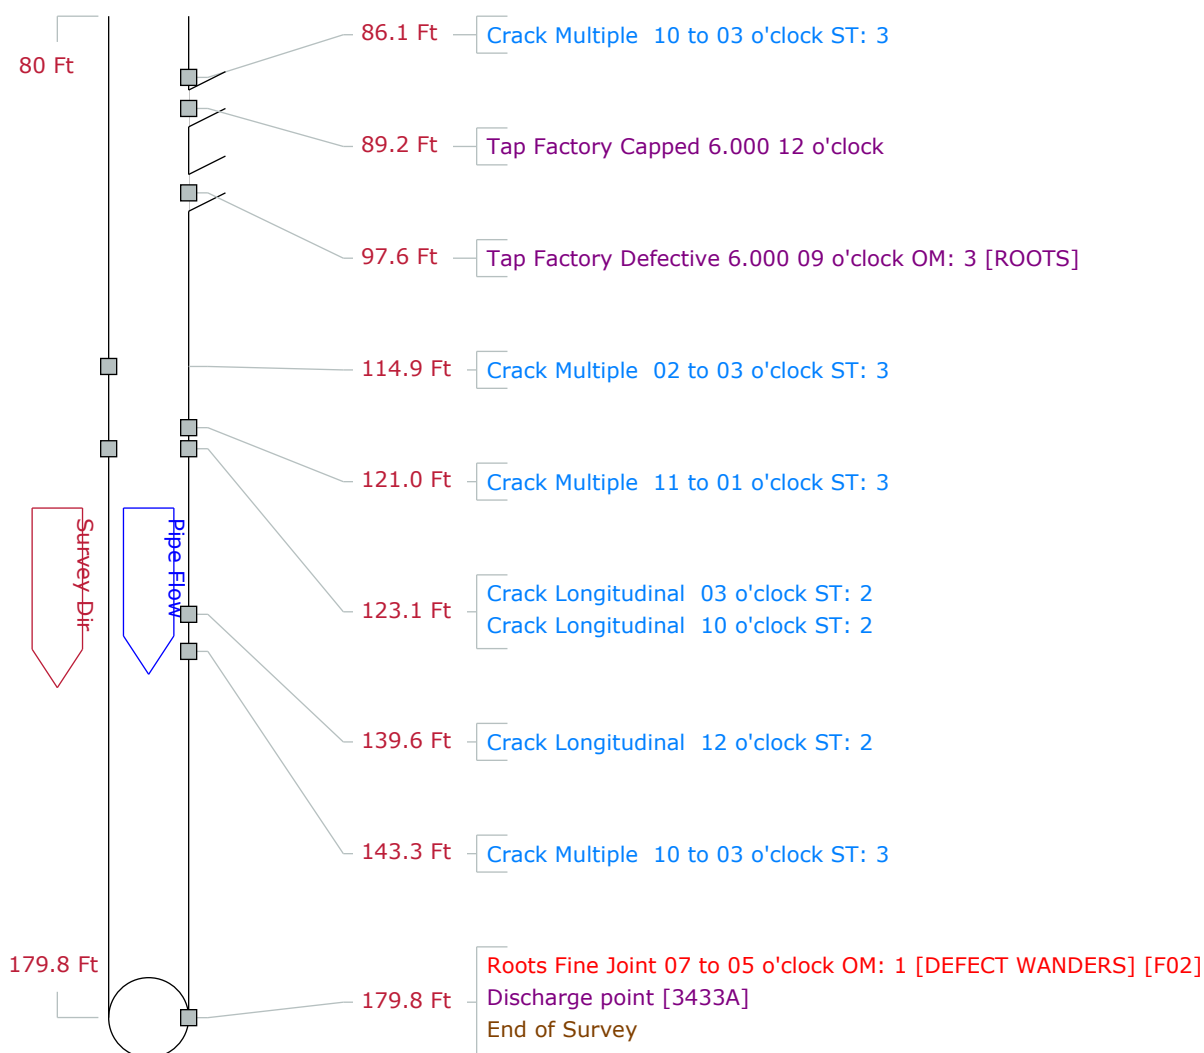 80 Ft
86.1 Ft
Crack Multiple  10 to 03 o'clock ST: 3
89.2 Ft
Tap Factory Capped 6.000 12 o'clock
97.6 Ft
Tap Factory Defective 6.000 09 o'clock OM: 3 [ROOTS]
114.9 Ft
Crack Multiple  02 to 03 o'clock ST: 3
121.0 Ft
Crack Multiple  11 to 01 o'clock ST: 3
Survey Dir
Pipe Flow
123.1 Ft
Crack Longitudinal  03 o'clock ST: 2
Crack Longitudinal  10 o'clock ST: 2
139.6 Ft
Crack Longitudinal  12 o'clock ST: 2
143.3 Ft
Crack Multiple  10 to 03 o'clock ST: 3
179.8 Ft
179.8 Ft
Roots Fine Joint 07 to 05 o'clock OM: 1 [DEFECT WANDERS] [F02]
Discharge point [3433A]
End of Survey